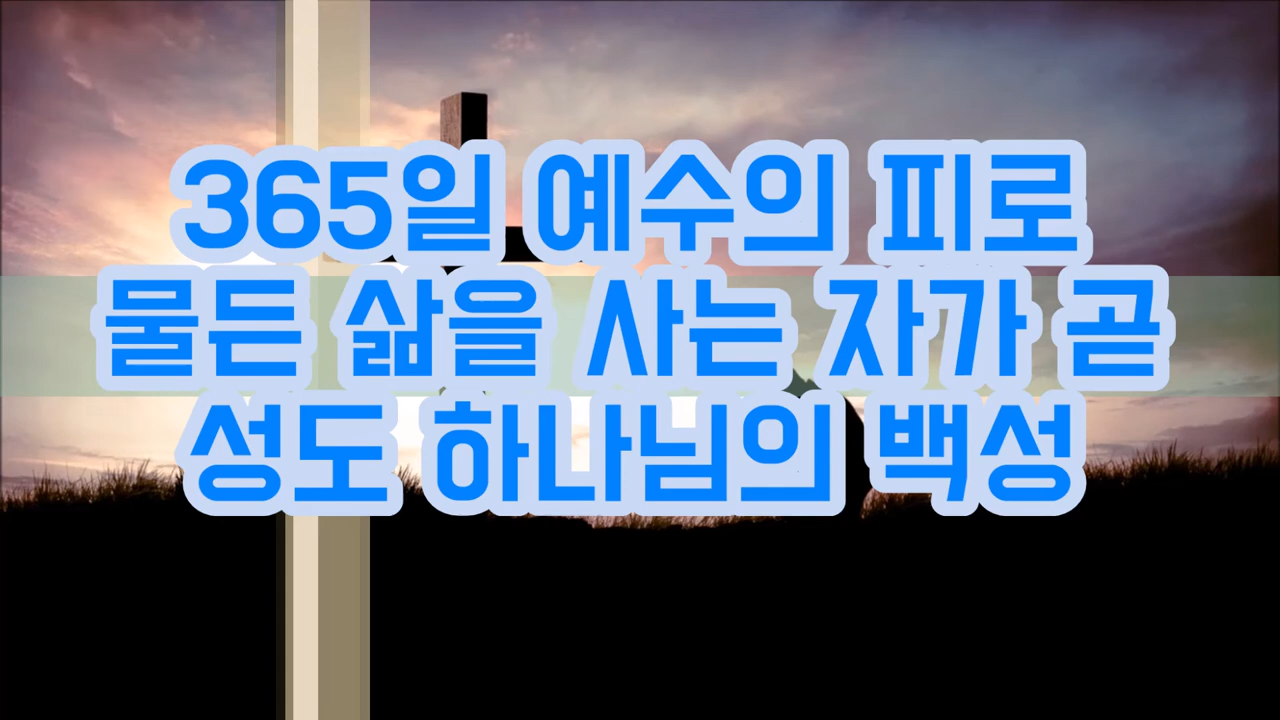 365일 예수의 피로
물든 삶을 사는 자가 곧
성도 하나님의 백성